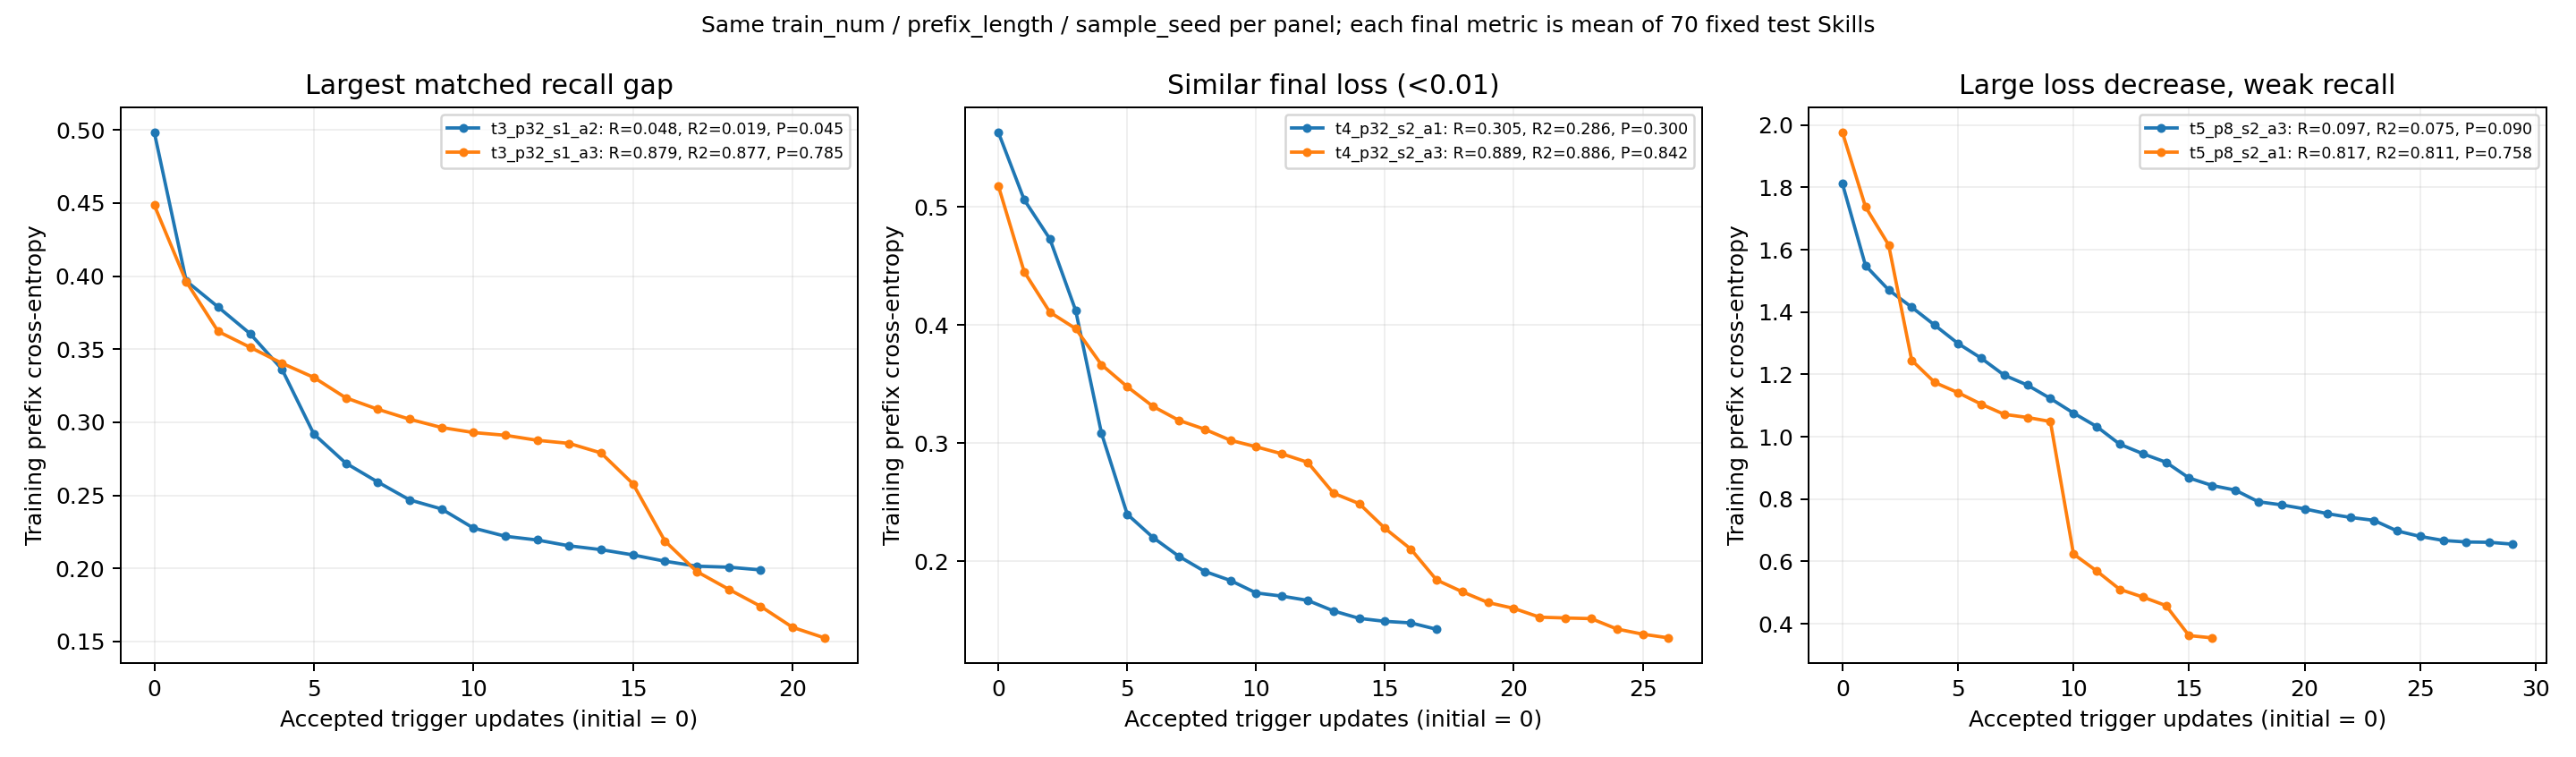 Same train_num / prefix_length / sample_seed per panel; each final metric is mean of 70 fixed test Skills
Largest matched recall gap
t3_p32_s1_a2: R=0.048, R2=0.019, P=0.045
t3_p32_s1_a3: R=0.879, R2=0.877, P=0.785
Training prefix cross-entropy
0.50
0.45
0.40
0.35
0.30
0.25
0.20
0.15
0 5 10 15 20
Accepted trigger updates (initial = 0)
Similar final loss (<0.01)
t4_p32_s2_a1: R=0.305, R2=0.286, P=0.300
t4_p32_s2_a3: R=0.889, R2=0.886, P=0.842
Training prefix cross-entropy
0.5
0.4
0.3
0.2
0 5 10 15 20 25
Accepted trigger updates (initial = 0)
Large loss decrease, weak recall
t5_p8_s2_a3: R=0.097, R2=0.075, P=0.090
t5_p8_s2_a1: R=0.817, R2=0.811, P=0.758
Training prefix cross-entropy
2.0
1.8
1.6
1.4
1.2
1.0
0.8
0.6
0.4
0 5 10 15 20 25 30
Accepted trigger updates (initial = 0)